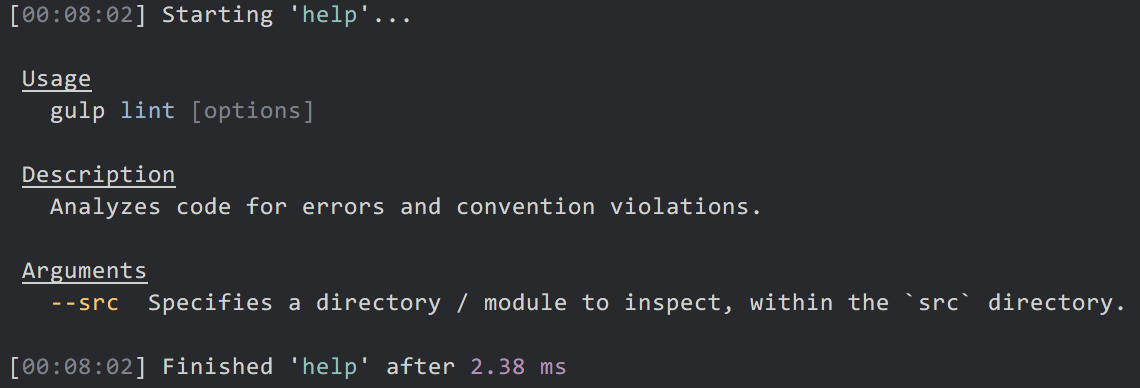 [00:08:02] Starting 'help'...
Usage
gulp lint [options]
Description
Analyzes code for errors and convention violations.
Arguments
--src  Specifies a directory / module to inspect, within the `src` directory.
[00:08:02] Finished 'help' after 2.38 ms